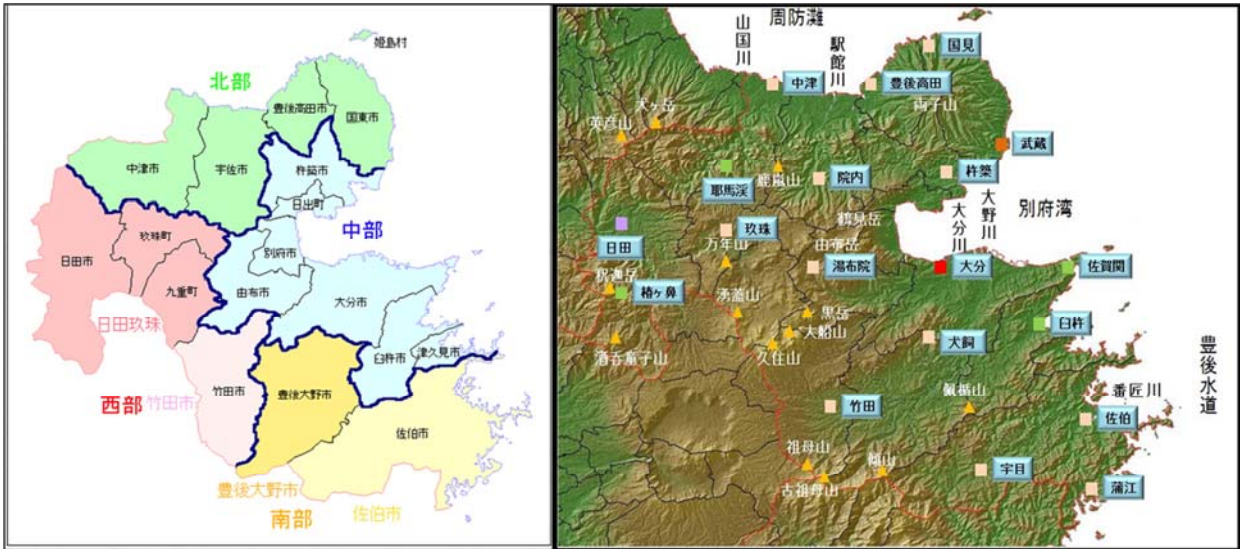 姫島村
北部
豊後高田市
国東市
中津市
宇佐市
杵築市
日出町
中部
玖珠町
日田市
別府市
九重町
由布市
大分市
日田玖珠
臼杵市
津久見市
西部
竹田市
竹田市
豊後大野市
佐伯市
豊後大野市
佐伯市
南部
周防灘
山国川
駅館川
国見
中津
豊後高田
両子山
犬ヶ岳
英彦山
武蔵
耶馬渓
鹿嵐山
院内
杵築
大野川
大分川
別府湾
鶴見岳
日田
玖珠
万年山
由布岳
湯布院
大分
佐賀関
釈迦岳
椿ヶ鼻
湧蓋山
黒岳
大船山
久住山
酒呑童子山
犬飼
臼杵
豊後水道
竹田
佩楯山
番匠川
佐伯
祖母山
傾山
古祖母山
宇目
蒲江